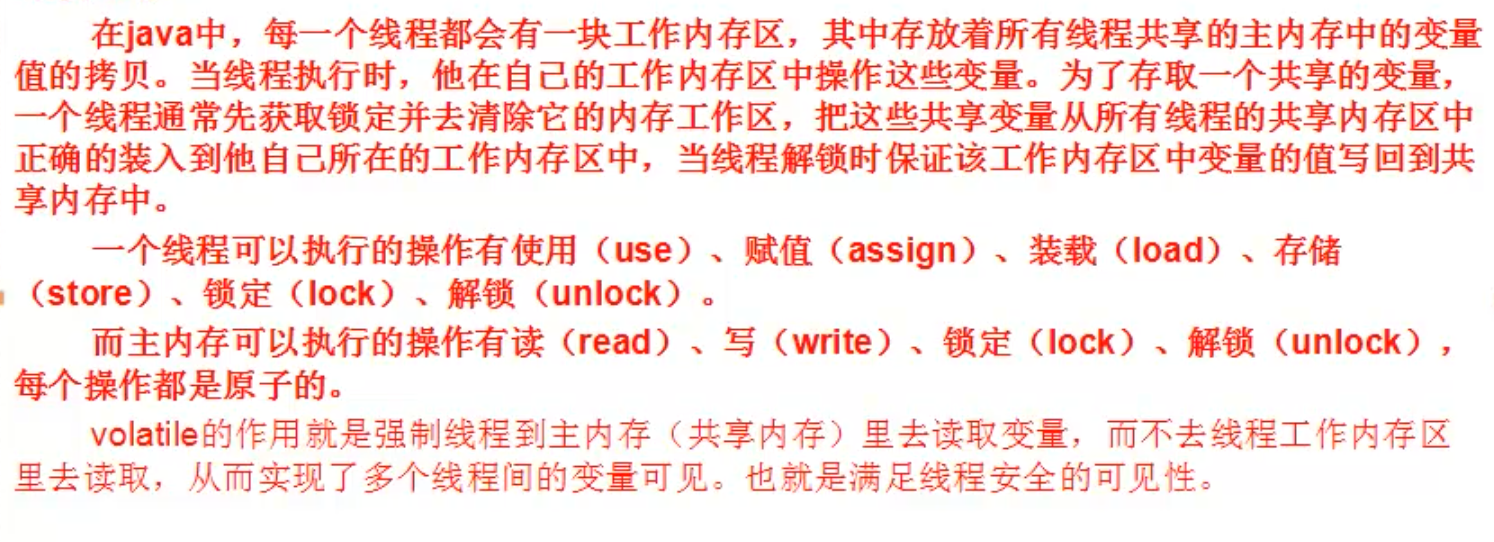 在java中，每一个线程都会有一块工作内存区，其中存放着所有线程共享的主内存中的变量
值的拷贝。当线程执行时，他在自己的工作内存区中操作这些变量。为了存取一个共享的变量，
一个线程通常先获取锁定并去清除它的内存工作区，把这些共享变量从所有线程的共享内存区中
正确的装入到他自己所在的工作内存区中，当线程解锁时保证该工作内存区中变量的值写回到共
享内存中。
一个线程可以执行的操作有使用（use）、赋值（assign）、装载（load）、存储
（store）、锁定（lock）、解锁（unlock）。
而主内存可以执行的操作有读（read）、写（write）、锁定（lock）、解锁（unlock），
每个操作都是原子的。
volatile的作用就是强制线程到主内存（共享内存）里去读取变量，而不去线程工作内存区
里去读取，从而实现了多个线程间的变量可见。也就是满足线程安全的可见性。